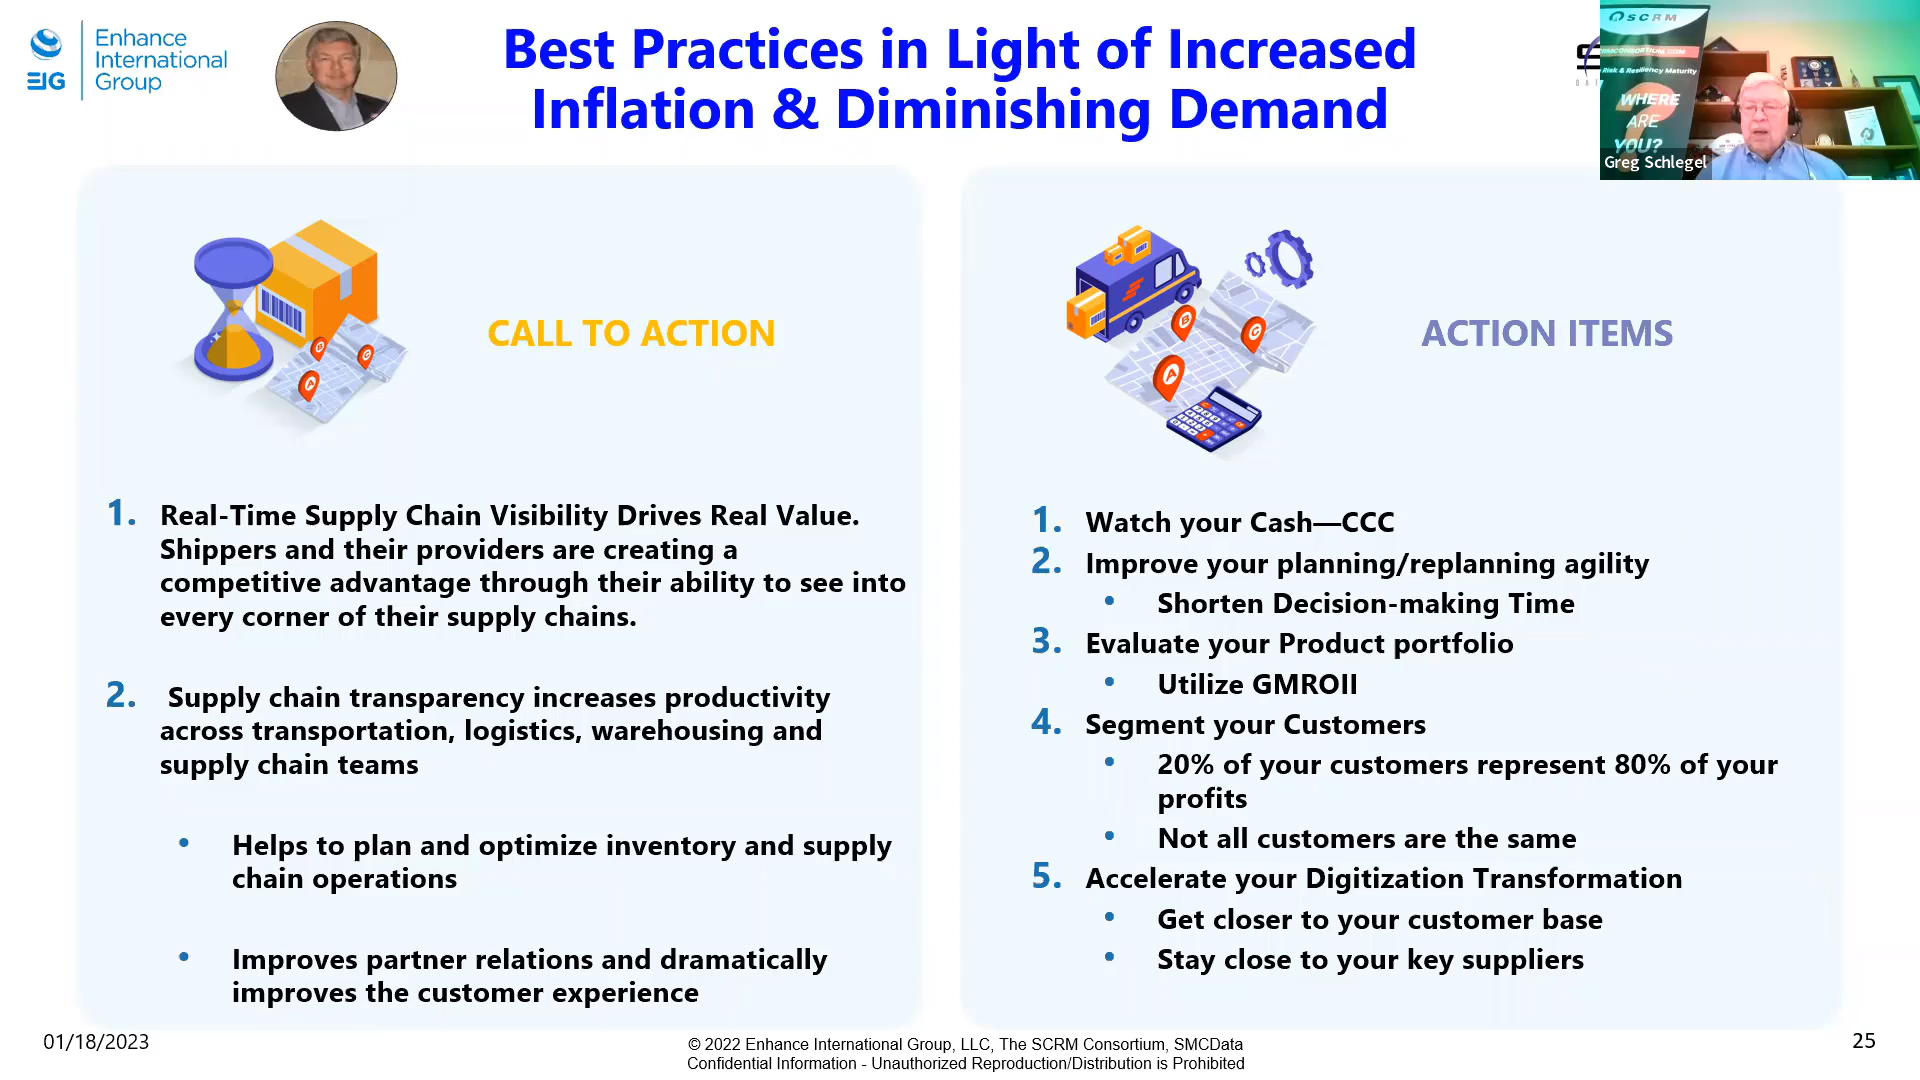 Enhance
International
Group
EIG
Best Practices in Light of Increased
Inflation & Diminishing Demand
SCRM
Risk & Resiliency Maturity
WHERE
ARE
YOU?
Greg Schlegel
CALL TO ACTION
1. Real-Time Supply Chain Visibility Drives Real Value.
Shippers and their providers are creating a
competitive advantage through their ability to see into
every corner of their supply chains.
2. Supply chain transparency increases productivity
across transportation, logistics, warehousing and
supply chain teams
• Helps to plan and optimize inventory and supply
chain operations
• Improves partner relations and dramatically
improves the customer experience
B
C
A
ACTION ITEMS
B
C
A
1. Watch your Cash—CCC
2. Improve your planning/replanning agility
• Shorten Decision-making Time
3. Evaluate your Product portfolio
• Utilize GMROII
4. Segment your Customers
• 20% of your customers represent 80% of your
profits
• Not all customers are the same
5. Accelerate your Digitization Transformation
• Get closer to your customer base
• Stay close to your key suppliers
01/18/2023
© 2022 Enhance International Group, LLC, The SCRM Consortium, SMCData
Confidential Information - Unauthorized Reproduction/Distribution is Prohibited
25